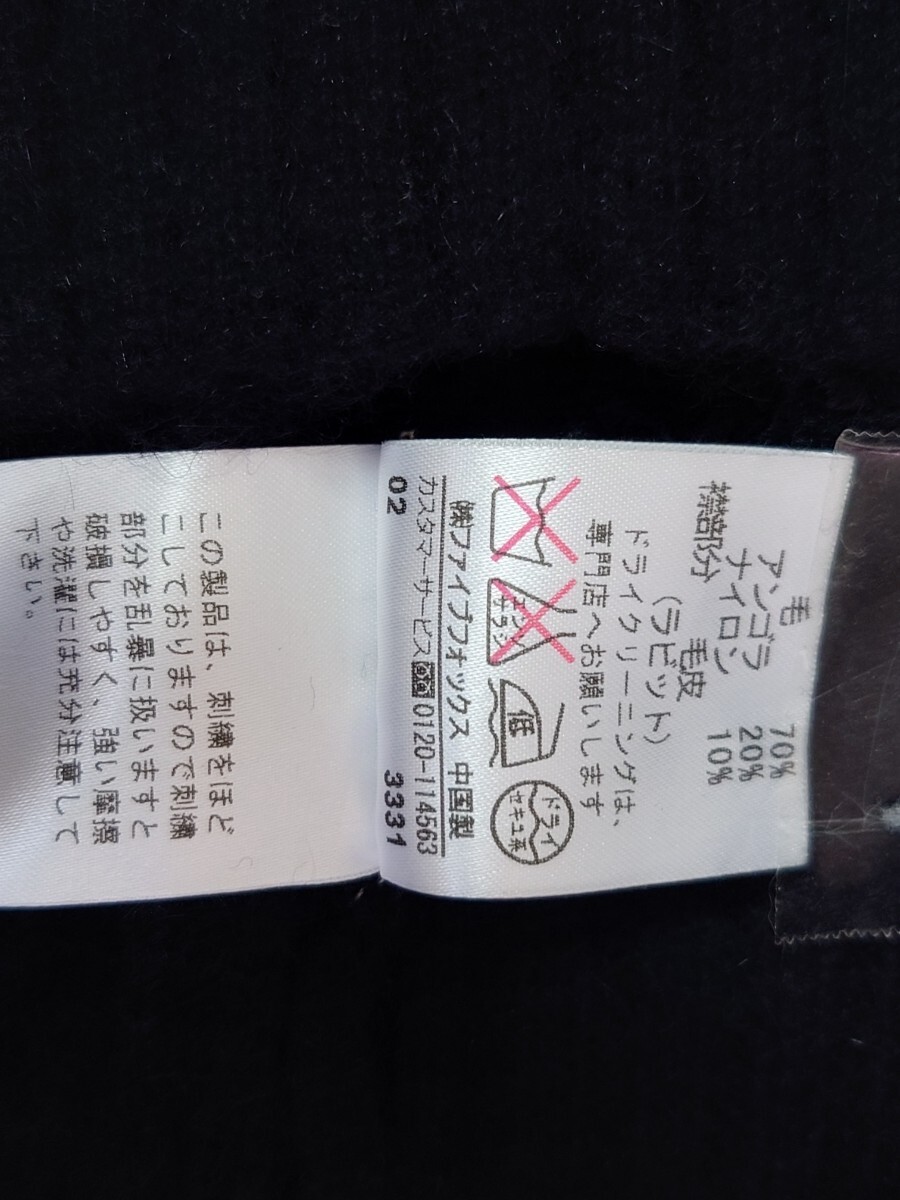 毛 70%
アンゴラ 20%
ナイロン 10%
襟部分 毛皮
(ラビット)
ドライクリーニングは、
専門店へお願いします
エンソ
サラシ
低
ドライ
セキユ系
㈱ファイブフォックス 中国製
カスタマーサービス 0120-114563
02 3331
この製品は、刺繍をほど
こしておりますので刺繍
部分を乱暴に扱いますと
破損しやすく、強い摩擦
や洗濯には充分注意して
下さい。